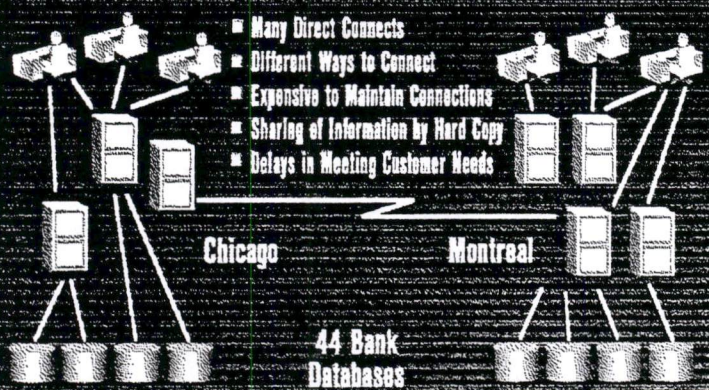 Many Direct Connects
Different Ways to Connect
Expensive to Maintain Connections
Sharing of Information by Hard Copy
Delays in Meeting Customer Needs
Chicago
Montreal
44 Bank
Databases